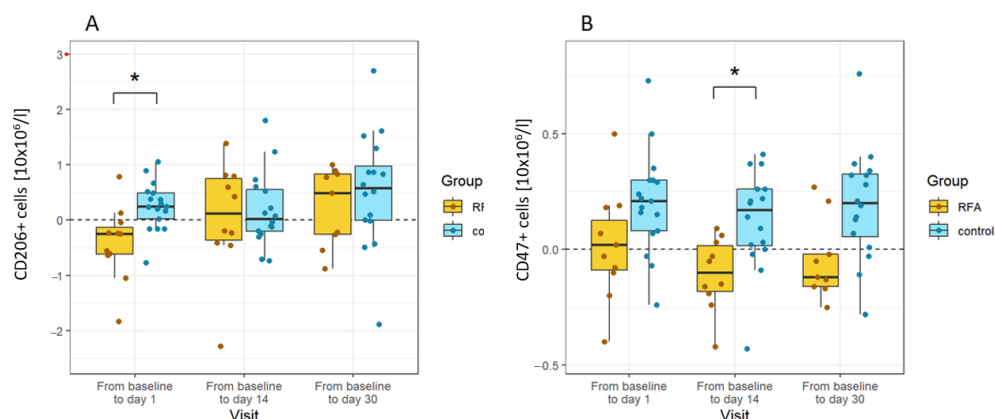 A
CD206+ cells [10x10⁶/l]
3
2
1
0
−1
−2
*
From baseline to day 1
From baseline to day 14
From baseline to day 30
Visit
Group
RF
co
B
CD47+ cells [10x10⁶/l]
0.5
0.0
−0.5
*
From baseline to day 1
From baseline to day 14
From baseline to day 30
Visit
Group
RFA
control